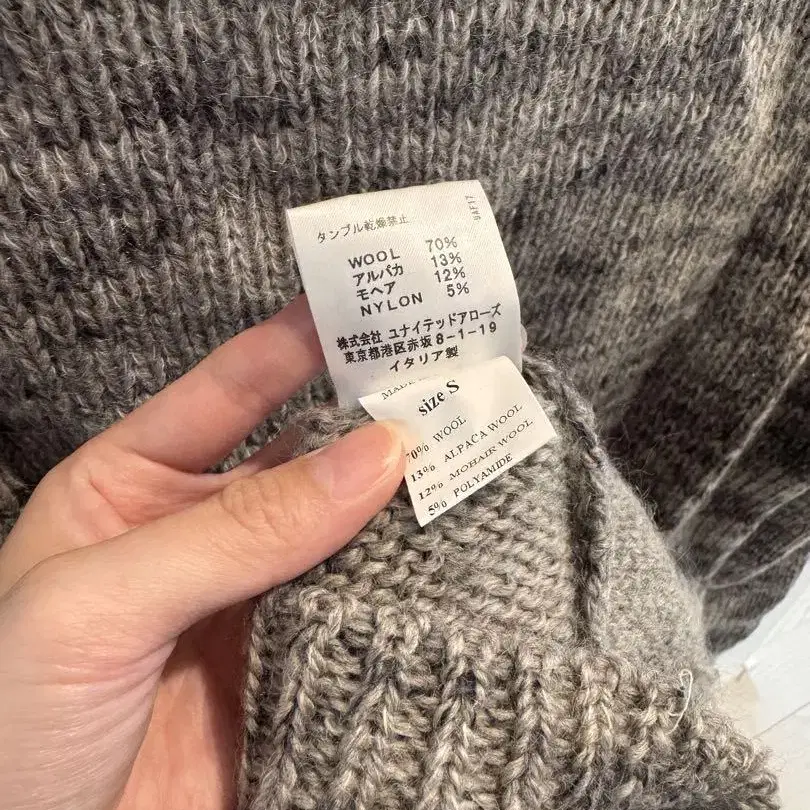 タンブル乾燥禁止
WOOL 70%
アルパカ 13%
モヘア 12%
NYLON 5%
株式会社 ユナイテッドアローズ
東京都港区赤坂8-1-19
イタリア製
size S
70% WOOL
13% ALPACA WOOL
12% MOHAIR WOOL
5% POLYAMIDE